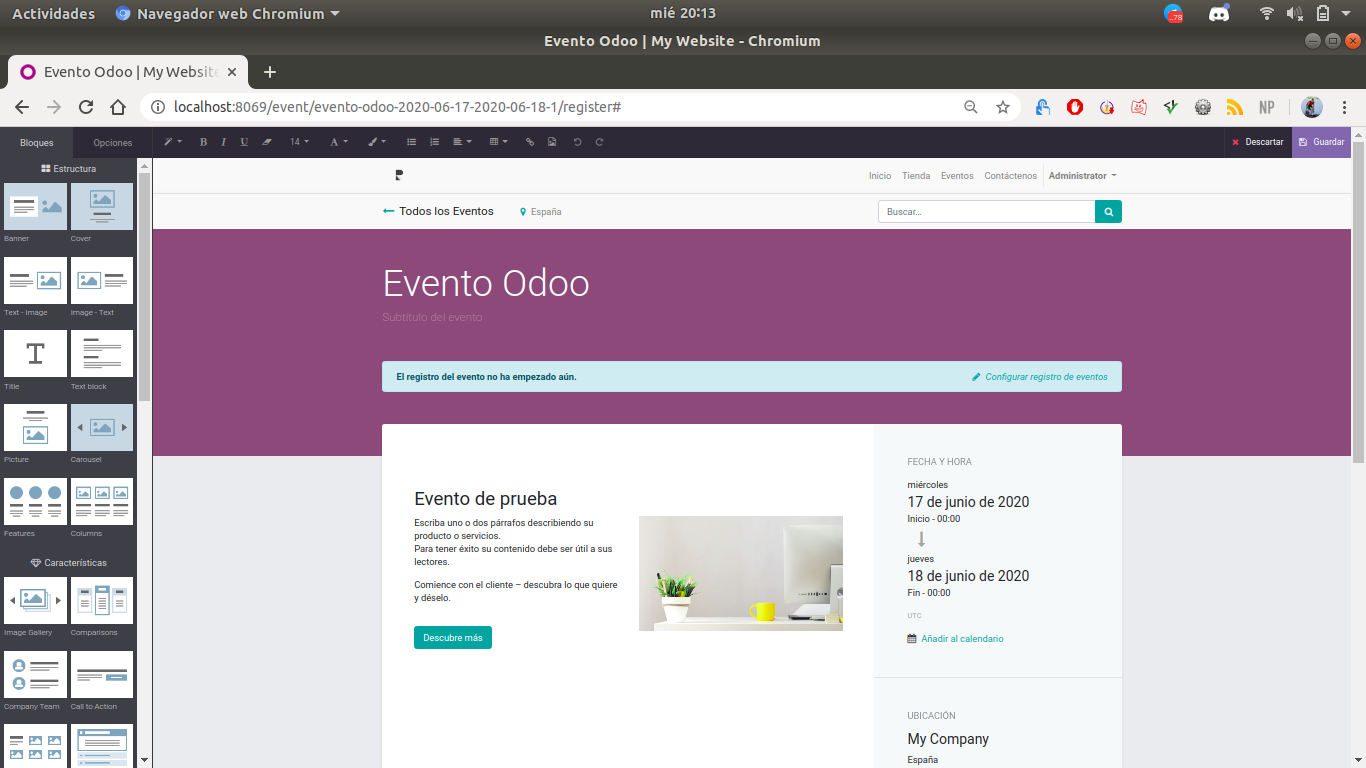 Actividades
Navegador web Chromium
mié 20:13
78
Evento Odoo | My Website - Chromium
Evento Odoo | My Website
localhost:8069/event/evento-odoo-2020-06-17-2020-06-18-1/register#
NP
Bloques
Opciones
B I U
14
A
Descartar
Guardar
Estructura
Banner
Cover
Text - Image
Image - Text
Title
Text block
Picture
Carousel
Features
Columns
Características
Image Gallery
Comparisons
Company Team
Call to Action
Inicio
Tienda
Eventos
Contáctenos
Administrator
Todos los Eventos
España
Buscar...
Evento Odoo
Subtítulo del evento
El registro del evento no ha empezado aún.
Configurar registro de eventos
Evento de prueba
Escriba uno o dos párrafos describiendo su
producto o servicios.
Para tener éxito su contenido debe ser útil a sus
lectores.
Comience con el cliente – descubra lo que quiere
y déselo.
Descubre más
FECHA Y HORA
miércoles
17 de junio de 2020
Inicio - 00:00
jueves
18 de junio de 2020
Fin - 00:00
UTC
Añadir al calendario
UBICACIÓN
My Company
España